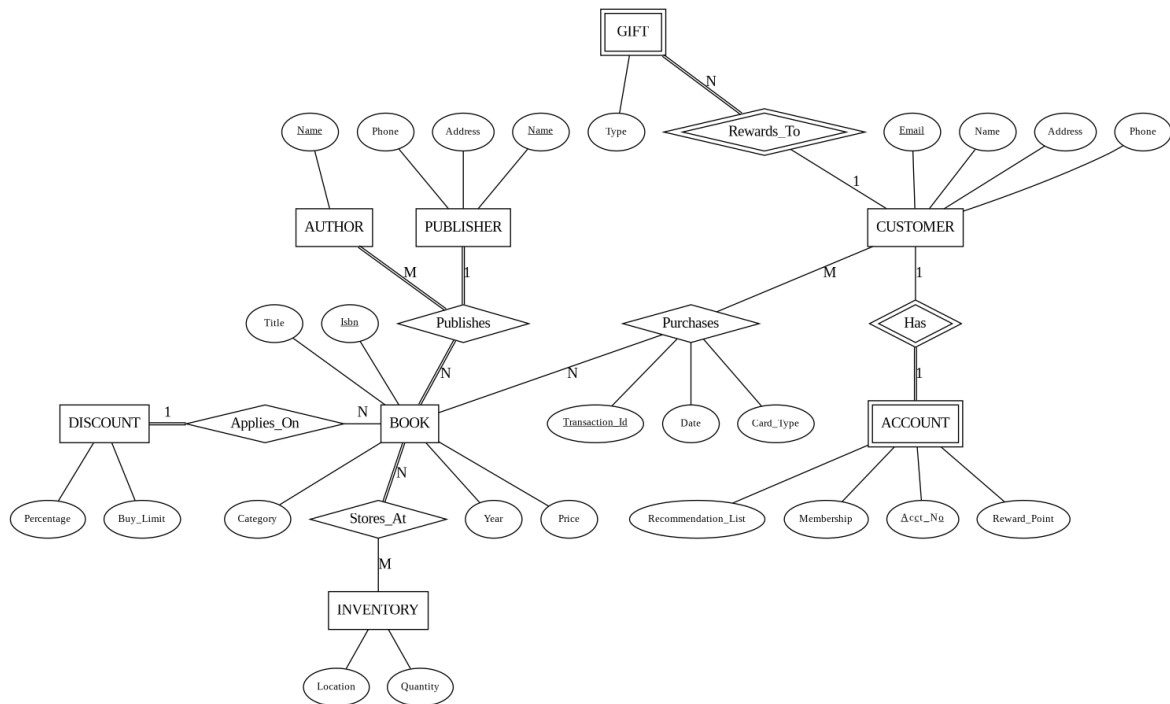 GIFT
N
Name
Phone
Address
Name
Type
Rewards_To
Email
Name
Address
Phone
1
AUTHOR
PUBLISHER
CUSTOMER
M
1
M
1
Title
Isbn
Publishes
Purchases
Has
N
N
1
DISCOUNT
1
Applies_On
N
BOOK
Transaction_Id
Date
Card_Type
ACCOUNT
N
Percentage
Buy_Limit
Category
Stores_At
Year
Price
Recommendation_List
Membership
Acct_No
Reward_Point
M
INVENTORY
Location
Quantity